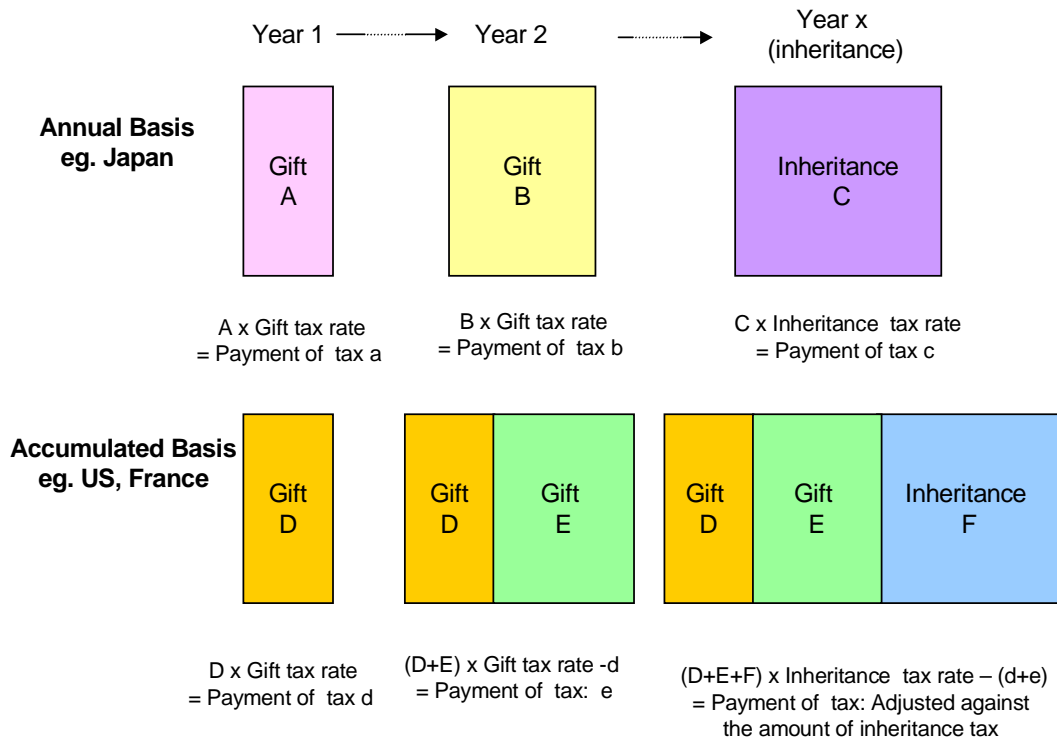 Year 1
Year 2
Year x
(inheritance)
Annual Basis
eg. Japan
Gift
A
Gift
B
Inheritance
C
A x Gift tax rate
= Payment of tax a
B x Gift tax rate
= Payment of tax b
C x Inheritance tax rate
= Payment of tax c
Accumulated Basis
eg. US, France
Gift
D
Gift
D
Gift
E
Gift
D
Gift
E
Inheritance
F
D x Gift tax rate
= Payment of tax d
(D+E) x Gift tax rate -d
= Payment of tax: e
(D+E+F) x Inheritance tax rate – (d+e)
= Payment of tax: Adjusted against
the amount of inheritance tax